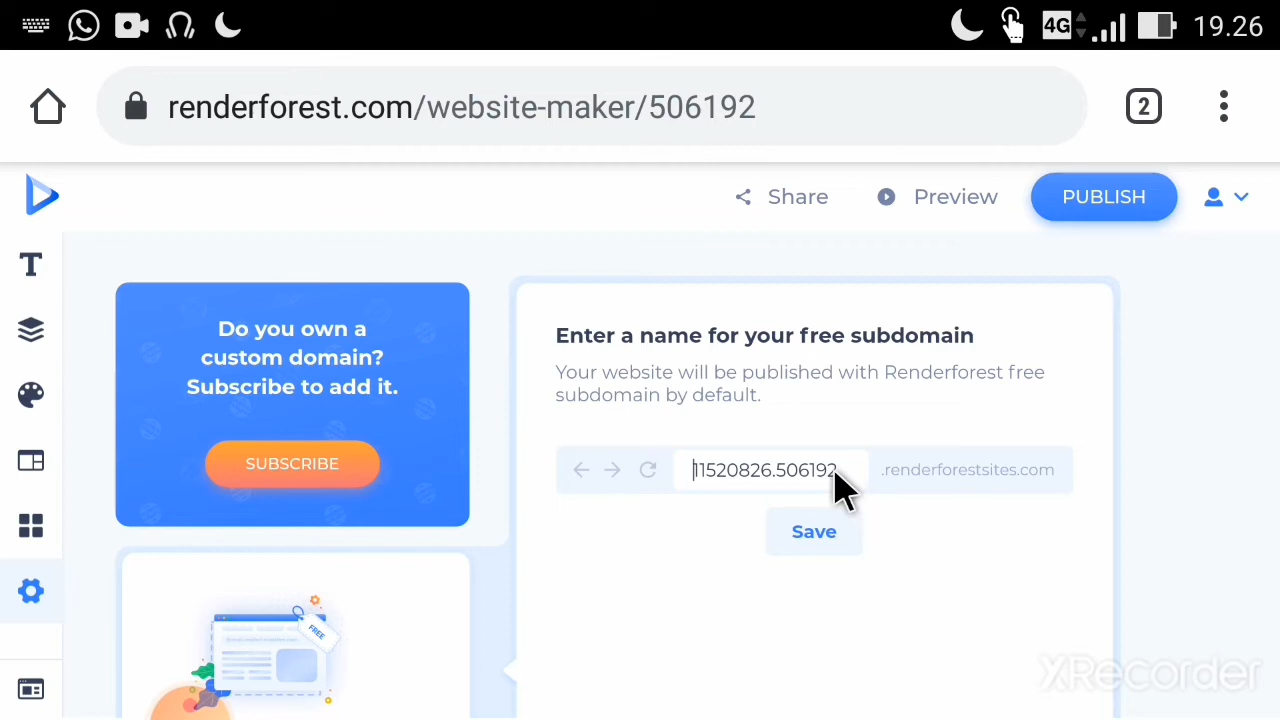 4G 19.26
renderforest.com/website-maker/506192
2
Share
Preview
PUBLISH
T
Do you own a
custom domain?
Subscribe to add it.
SUBSCRIBE
FREE
Enter a name for your free subdomain
Your website will be published with Renderforest free
subdomain by default.
11520826.506192 .renderforestsites.com
Save
XRecorder